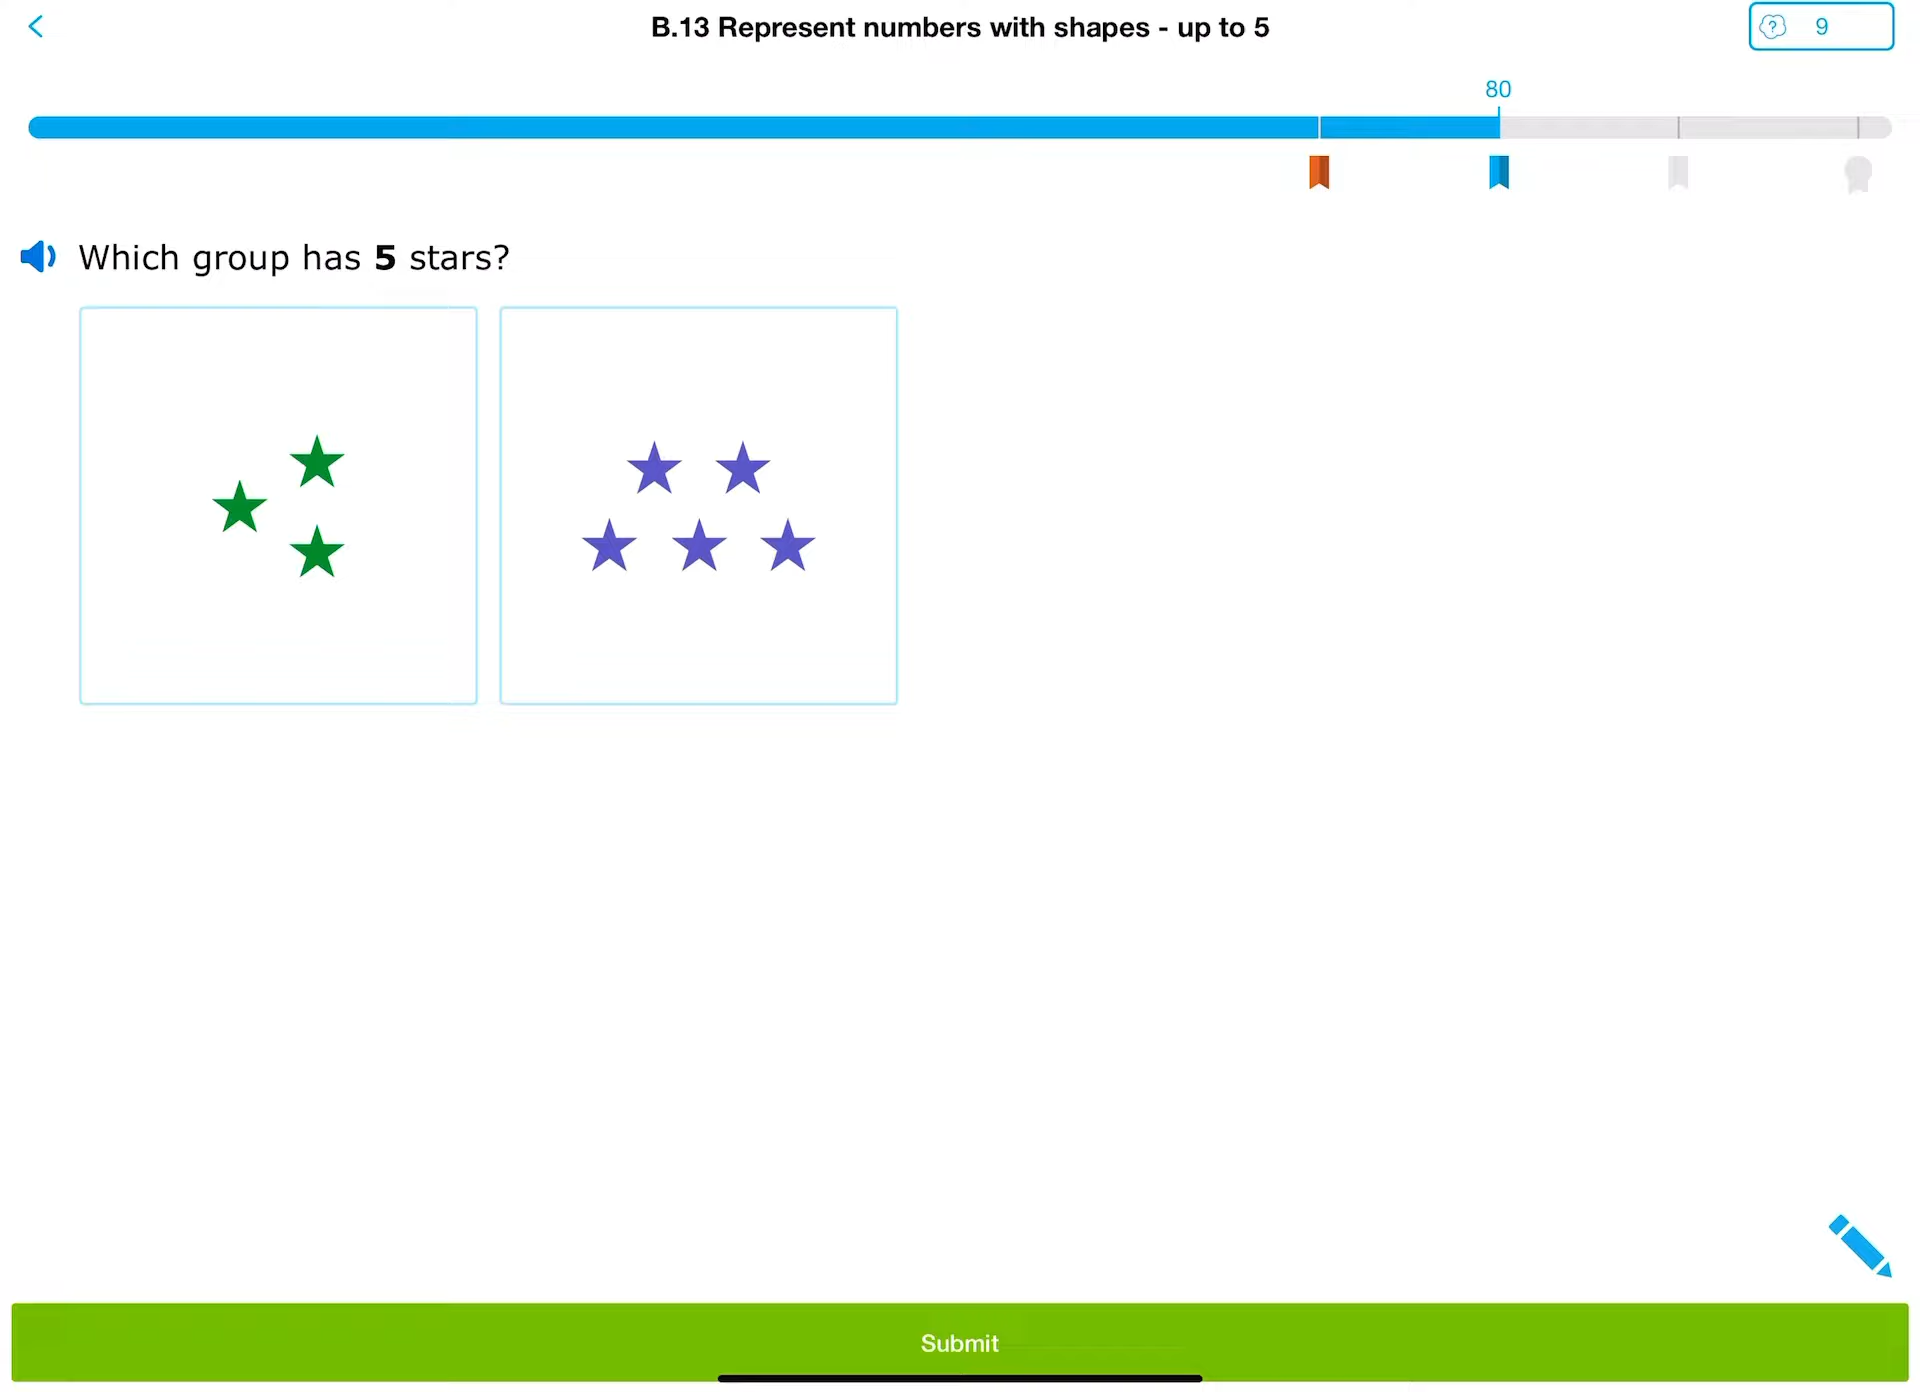 B.13 Represent numbers with shapes - up to 5
? 9
80
Which group has 5 stars?
Submit